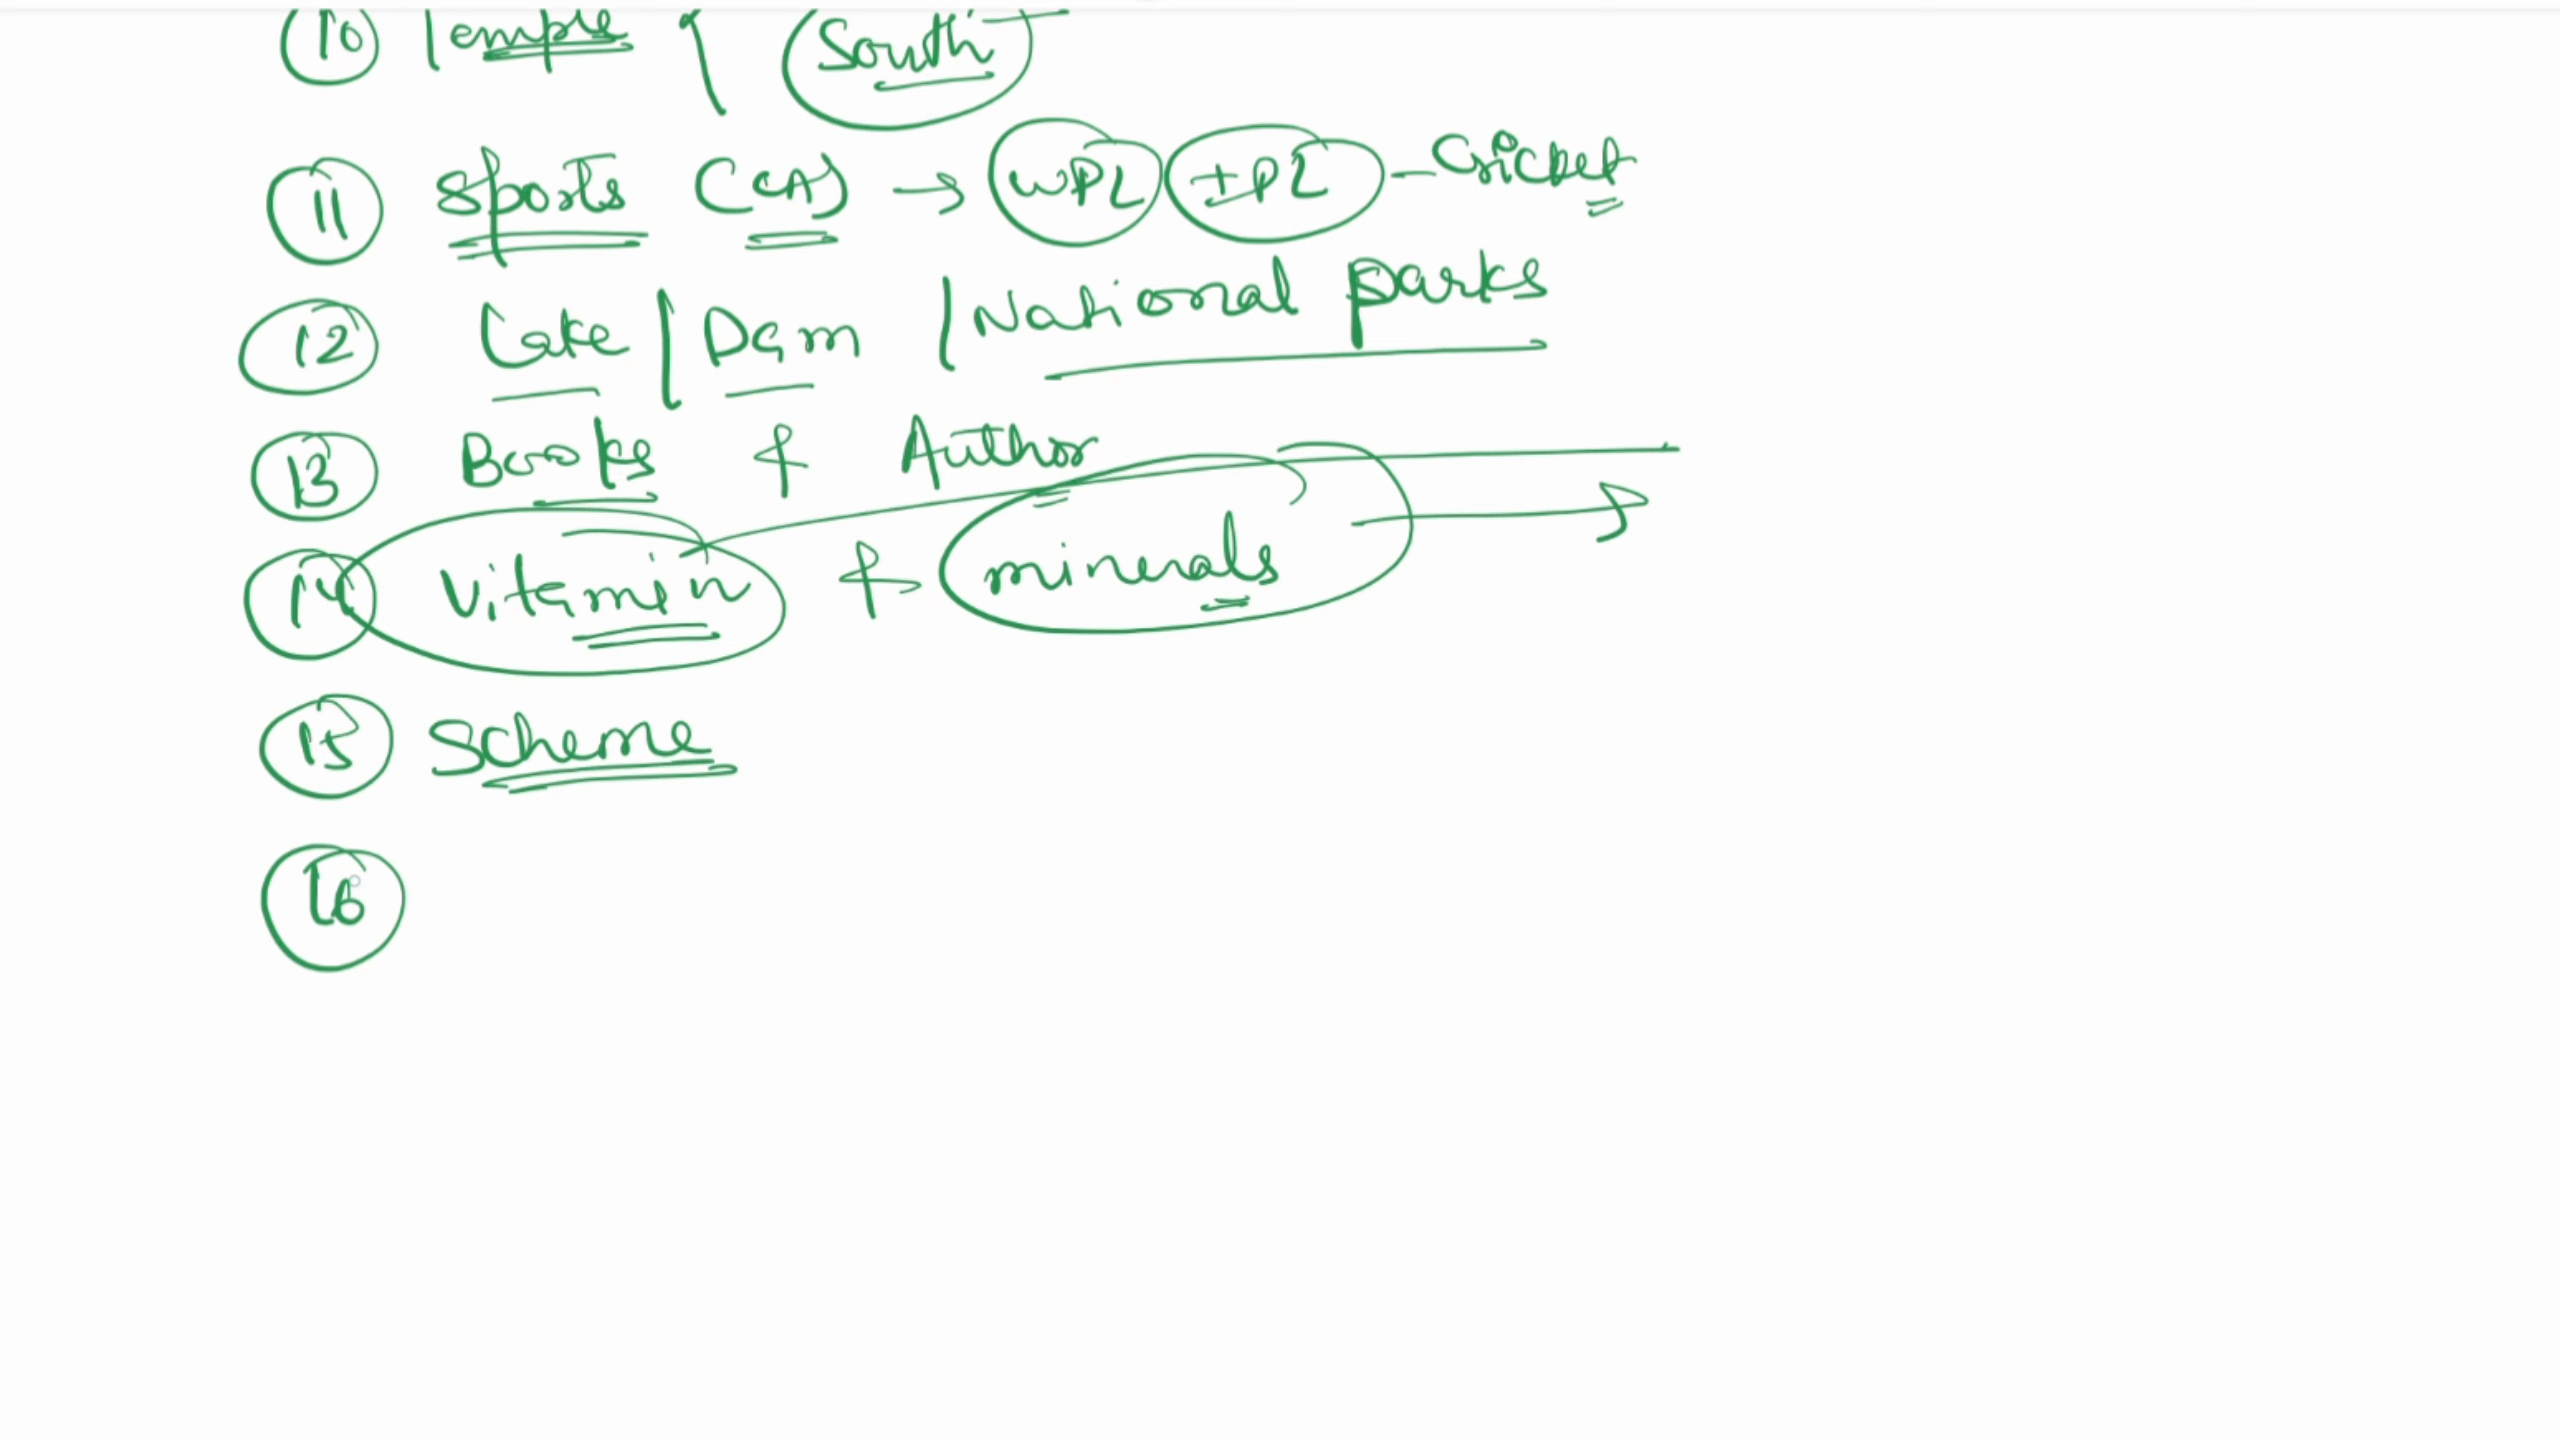 10 Temple { South
11 Sports (CA) → WPL IPL - Cricket
12 Lake | Dam | National parks
13 Books & Author
14 Vitamin & minerals →
15 Scheme
16